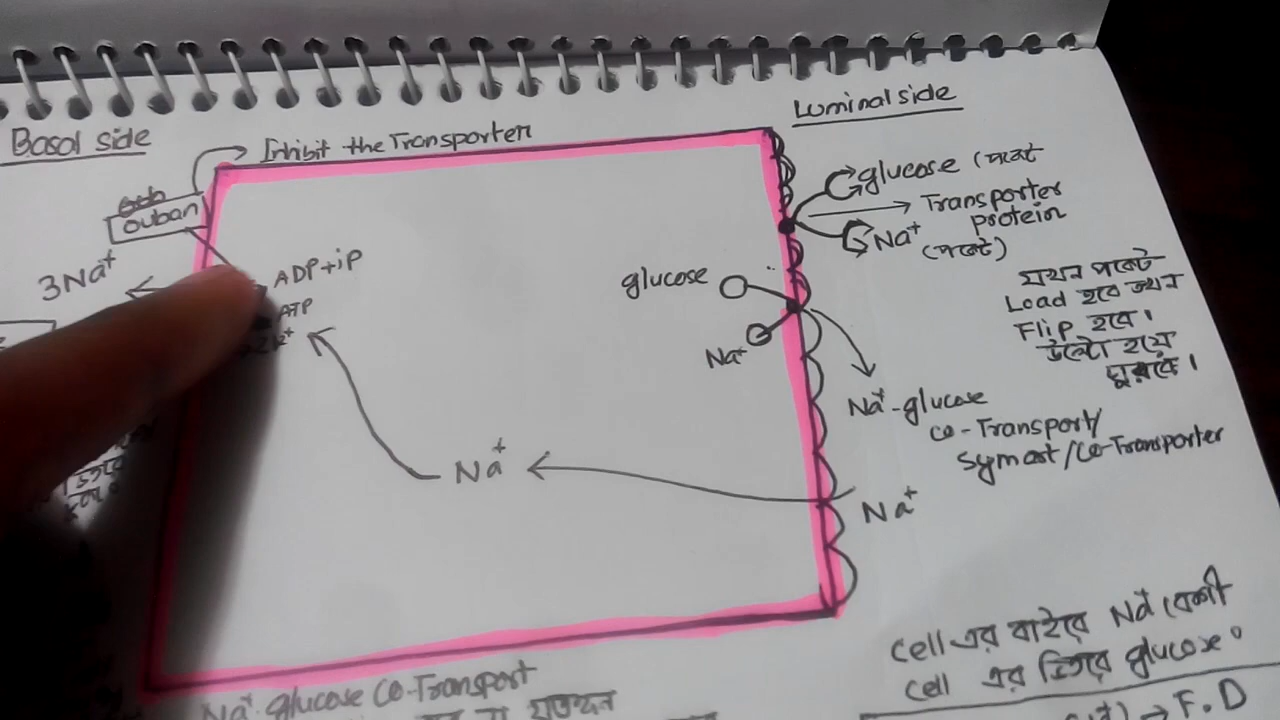 Basal side
Luminal side
Inhibit the Transporter
ouban
3Na⁺
ADP+iP
ATP
glucose (পকেট
Transporter
protein
Na⁺
(পকেট)
glucose
Na⁺
যখন পকেট
Load হবে তখন
Flip হবে।
উল্টো হয়ে
ঘুরবে।
Na⁺-glucose
Co-Transport/
Symport/Co-Transporter
Na⁺
Na⁺
Cell এর বাইরে Na⁺ বেশী
Cell এর ভিতরে glucose
→ F.D
Na⁺-glucose Co-Transport